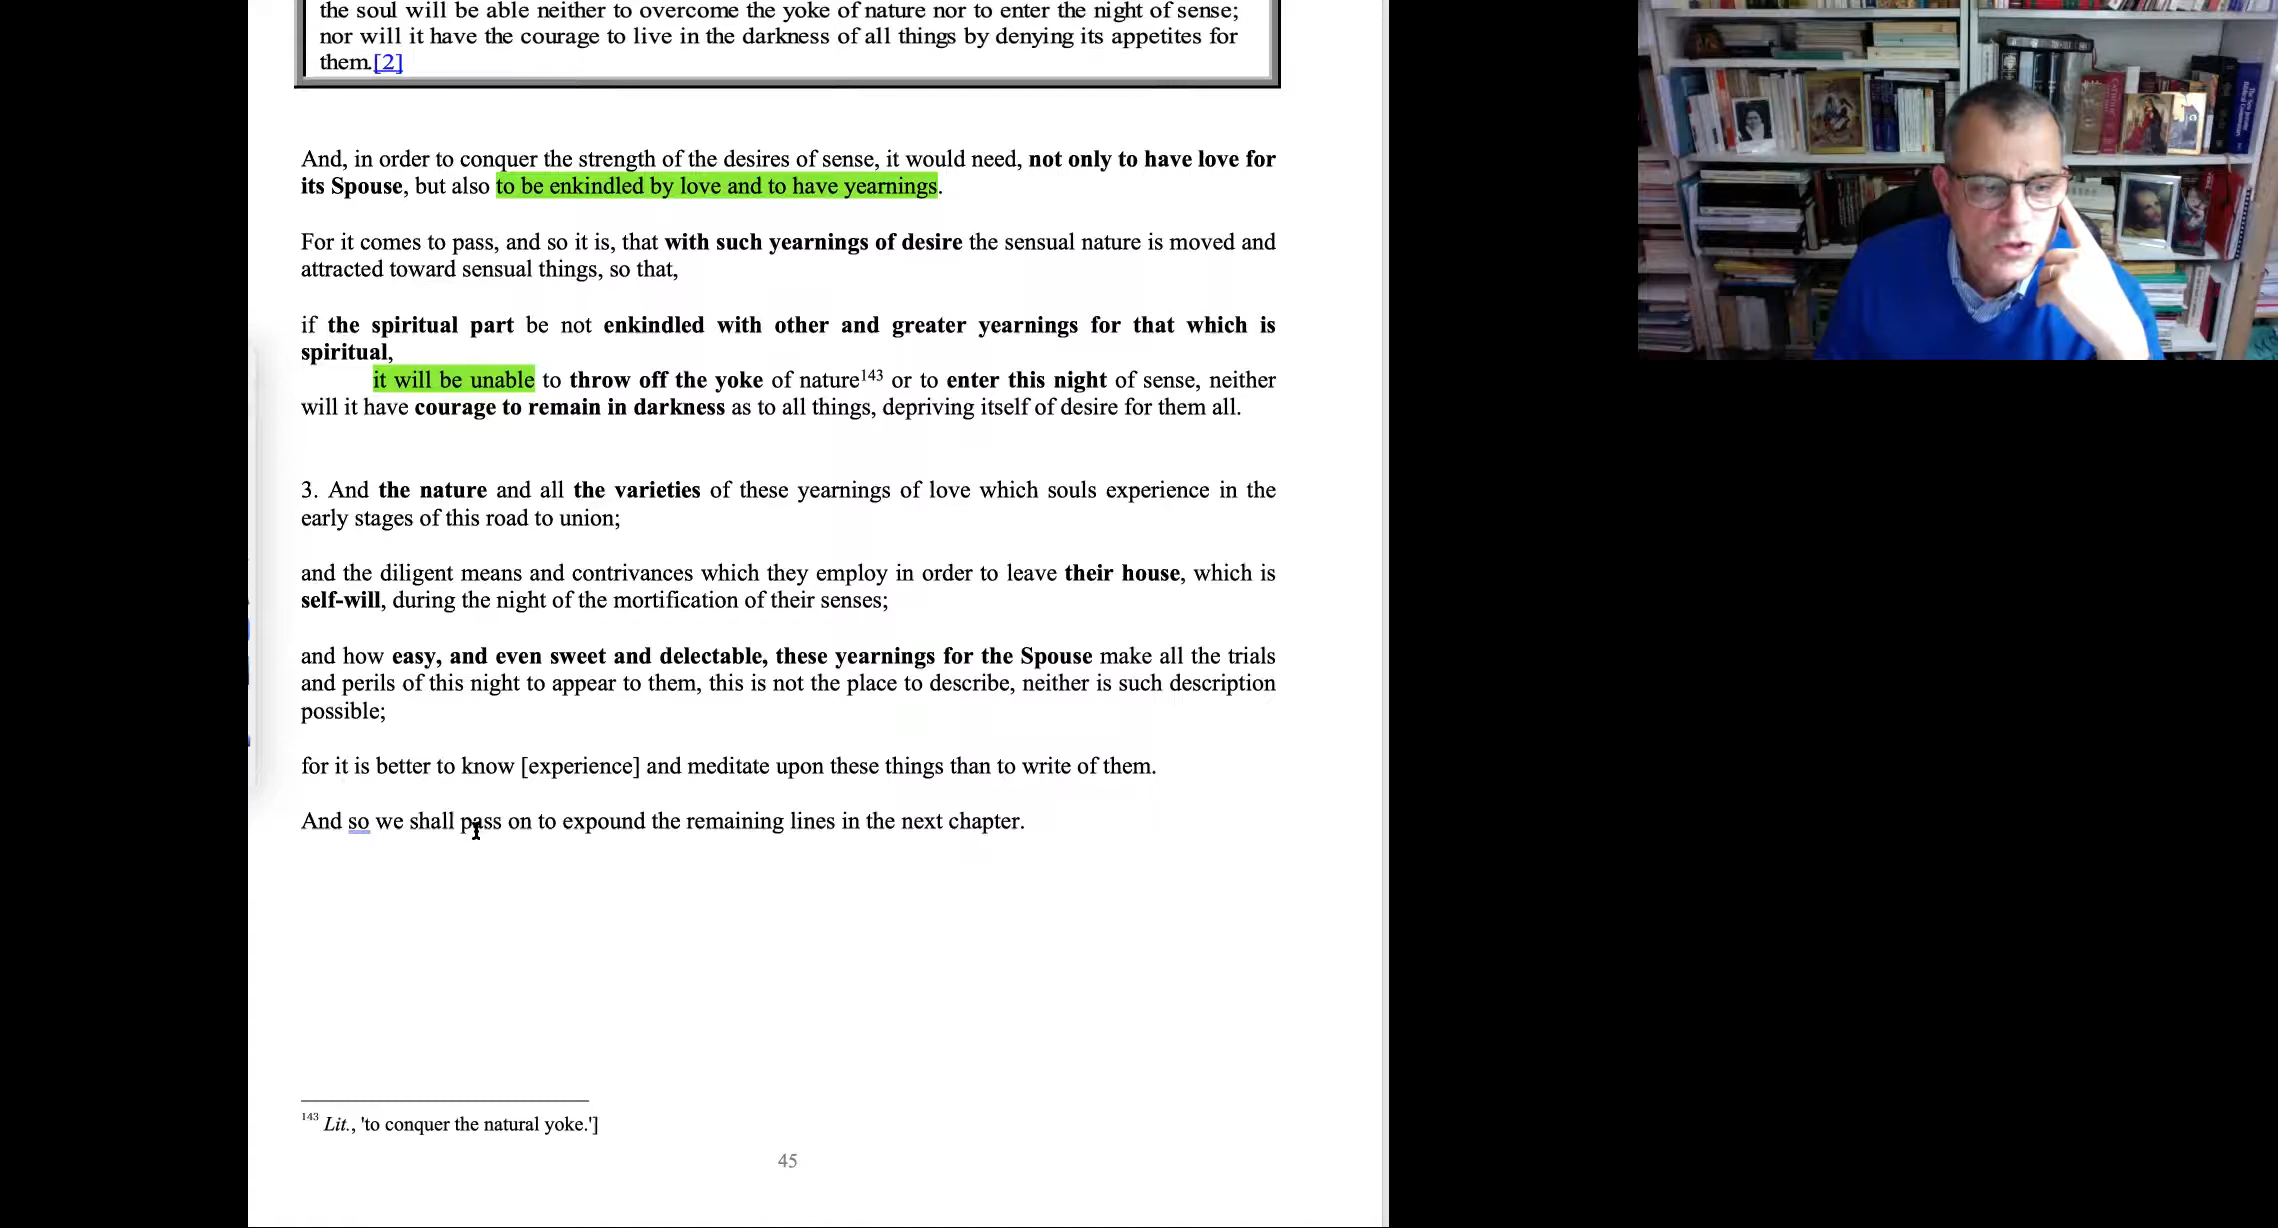 the soul will be able neither to overcome the yoke of nature nor to enter the night of sense;
nor will it have the courage to live in the darkness of all things by denying its appetites for
them.[2]
And, in order to conquer the strength of the desires of sense, it would need, not only to have love for
its Spouse, but also to be enkindled by love and to have yearnings.
For it comes to pass, and so it is, that with such yearnings of desire the sensual nature is moved and
attracted toward sensual things, so that,
if the spiritual part be not enkindled with other and greater yearnings for that which is
spiritual,
it will be unable to throw off the yoke of nature143 or to enter this night of sense, neither
will it have courage to remain in darkness as to all things, depriving itself of desire for them all.
3. And the nature and all the varieties of these yearnings of love which souls experience in the
early stages of this road to union;
and the diligent means and contrivances which they employ in order to leave their house, which is
self-will, during the night of the mortification of their senses;
and how easy, and even sweet and delectable, these yearnings for the Spouse make all the trials
and perils of this night to appear to them, this is not the place to describe, neither is such description
possible;
for it is better to know [experience] and meditate upon these things than to write of them.
And so we shall pass on to expound the remaining lines in the next chapter.
143 Lit., 'to conquer the natural yoke.']
45